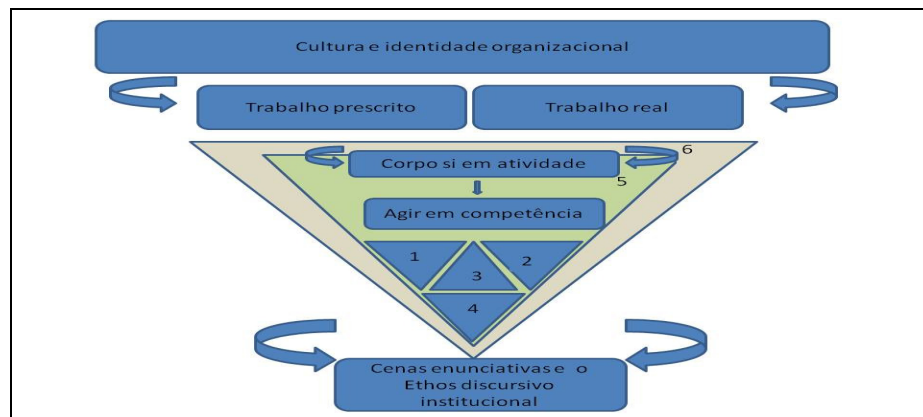 Cultura e identidade organizacional
Trabalho prescrito
Trabalho real
6
Corpo si em atividade
5
Agir em competência
1
2
3
4
Cenas enunciativas e o
Ethos discursivo
institucional